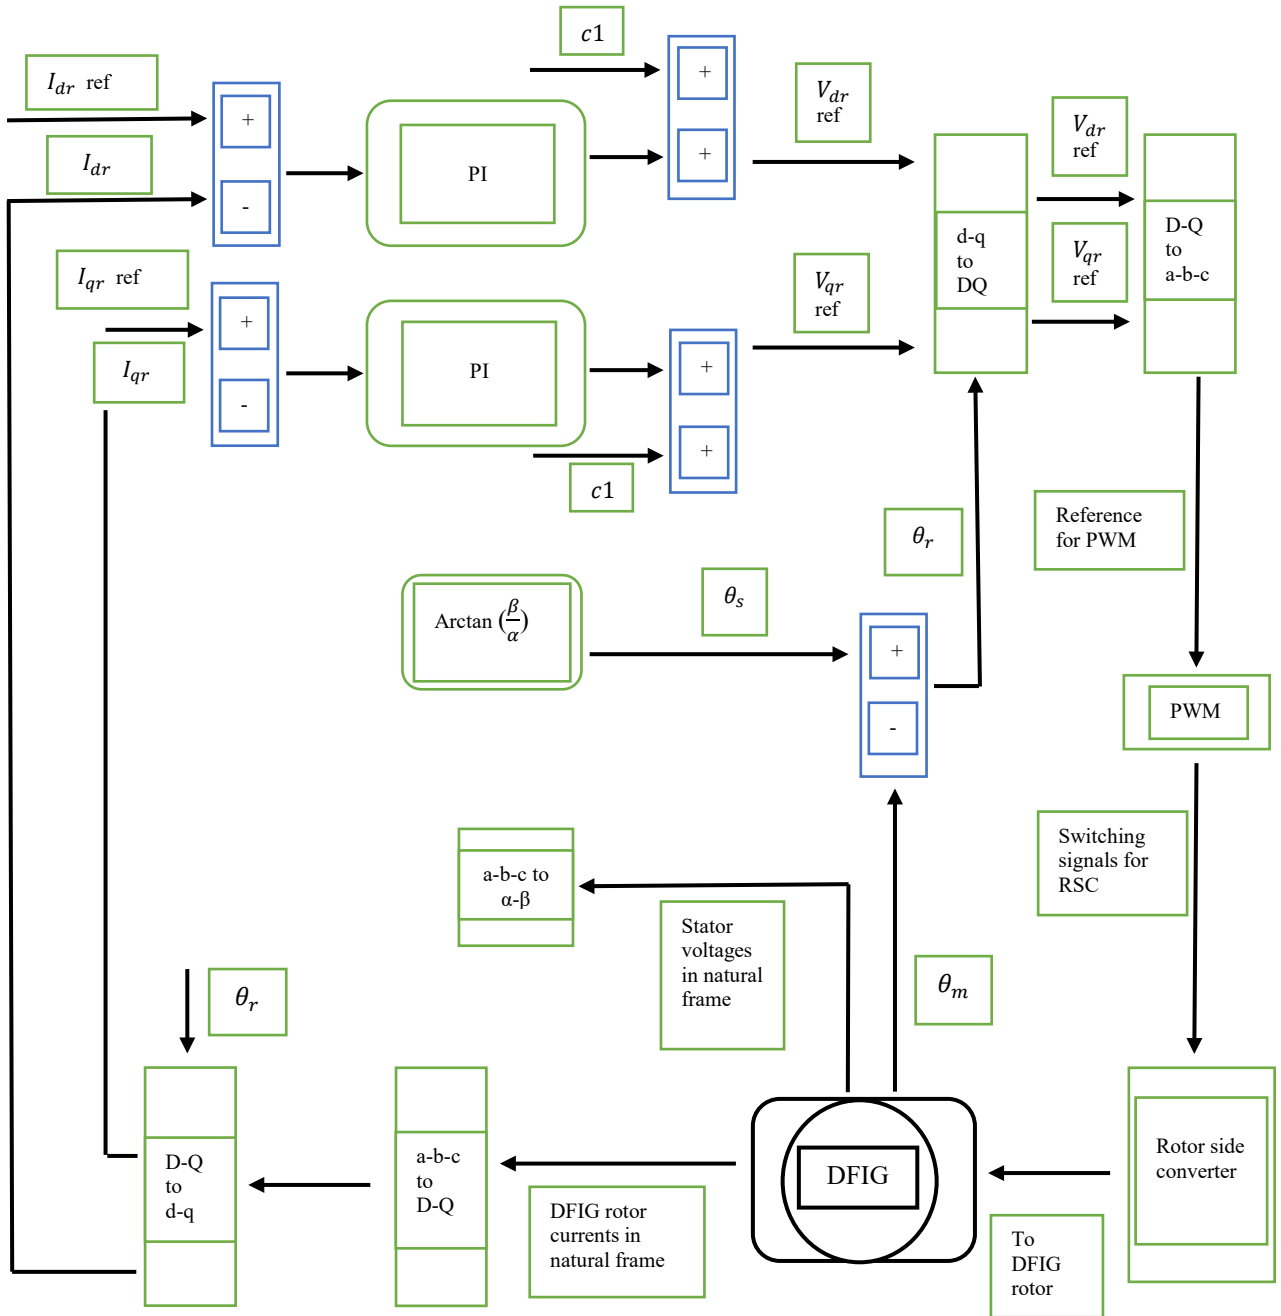 c1
+
V_dr
ref
I_dr ref
+
V_dr
ref
I_dr
PI
+
-
d-q
to
DQ
D-Q
to
a-b-c
I_qr ref
+
V_qr
ref
V_qr
ref
I_qr
PI
+
-
+
c1
Reference
for PWM
θ_r
θ_s
Arctan (β/α)
+
-
PWM
Switching
signals for
RSC
a-b-c to
α-β
Stator
voltages
in natural
frame
θ_m
θ_r
D-Q
to
d-q
a-b-c
to
D-Q
DFIG rotor
currents in
natural frame
DFIG
Rotor side
converter
To
DFIG
rotor